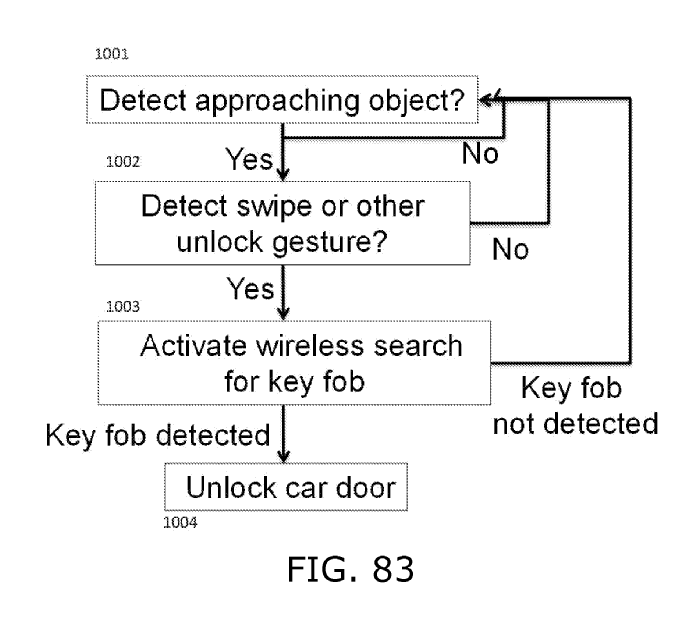 1001
Detect approaching object?
Yes
No
1002
Detect swipe or other
unlock gesture?
No
Yes
1003
Activate wireless search
for key fob
Key fob
not detected
Key fob detected
Unlock car door
1004
FIG. 83